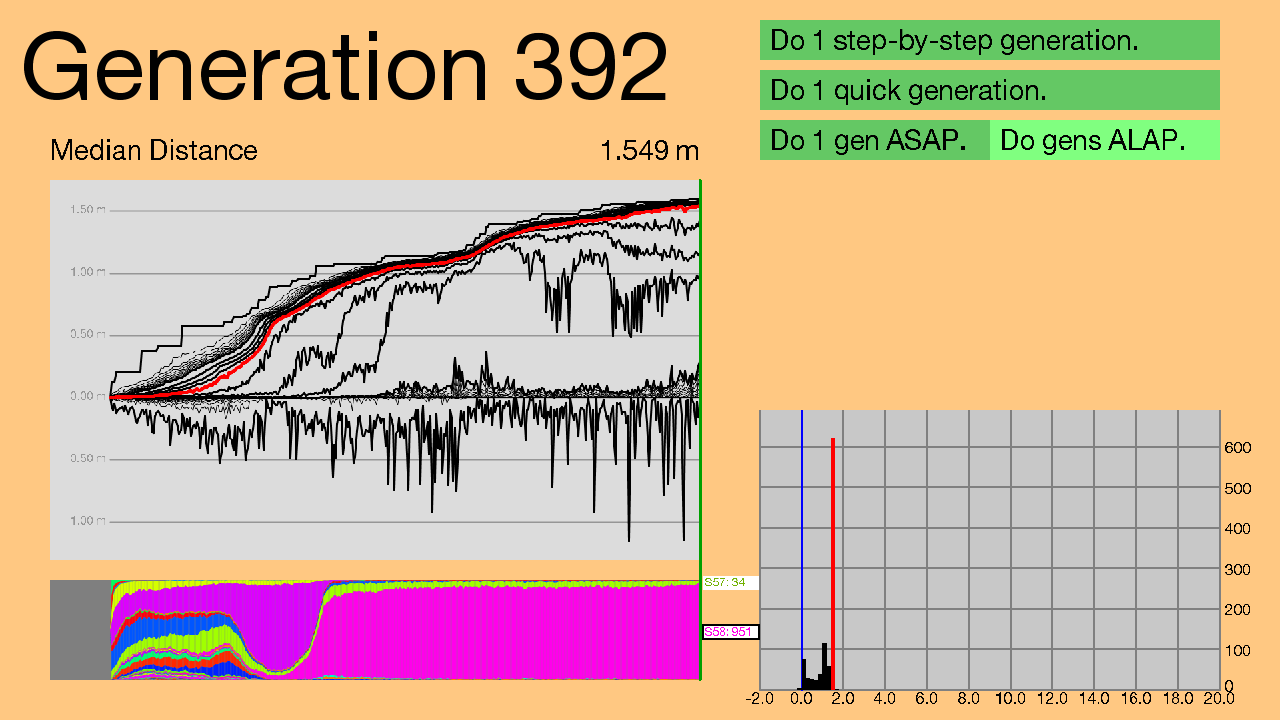 Generation 392
Do 1 step-by-step generation.
Do 1 quick generation.
Do 1 gen ASAP.
Do gens ALAP.
Median Distance
1.549 m
1.50 m
1.00 m
0.50 m
0.00 m
0.50 m
1.00 m
S57: 34
S58: 951
600
500
400
300
200
100
0
-2.0 0.0 2.0 4.0 6.0 8.0 10.0 12.0 14.0 16.0 18.0 20.0